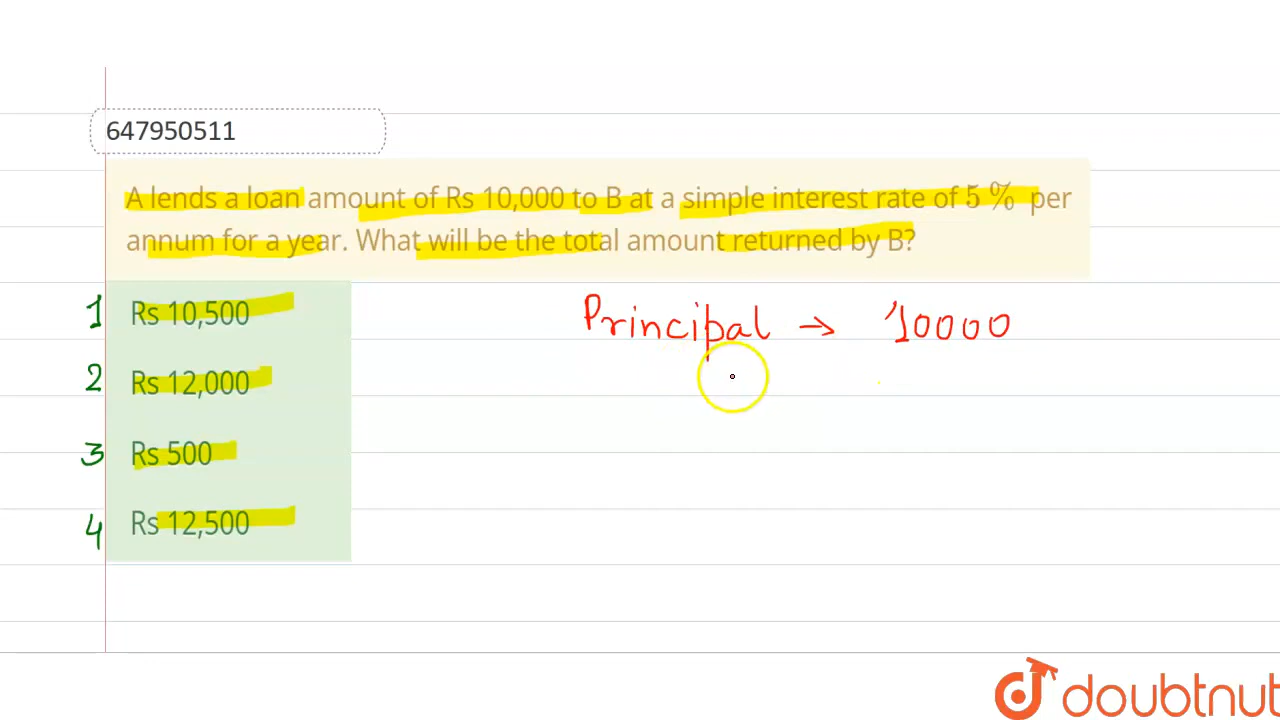 647950511
A lends a loan amount of Rs 10,000 to B at a simple interest rate of 5 % per
annum for a year. What will be the total amount returned by B?
1 Rs 10,500
Principal → 10000
2 Rs 12,000
3 Rs 500
4 Rs 12,500
doubtnut